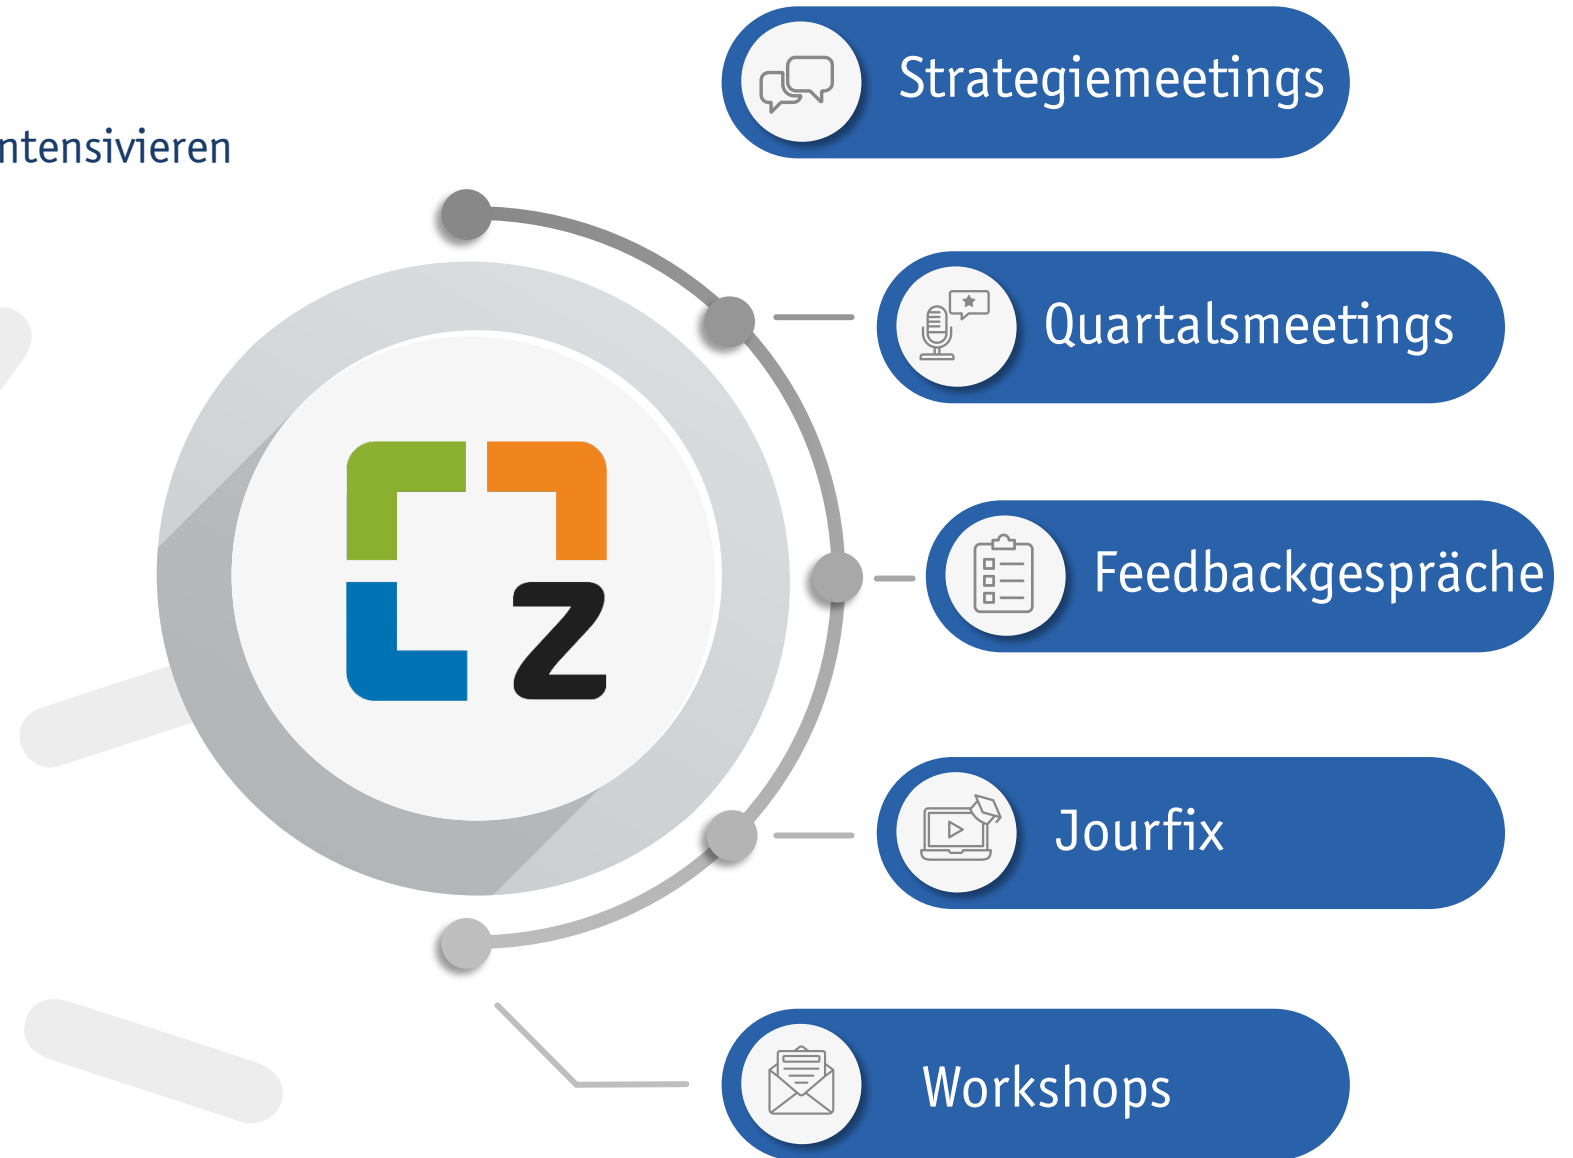 Strategiemeetings
ntensivieren
Quartalsmeetings
z
Feedbackgespräche
Jourfix
Workshops